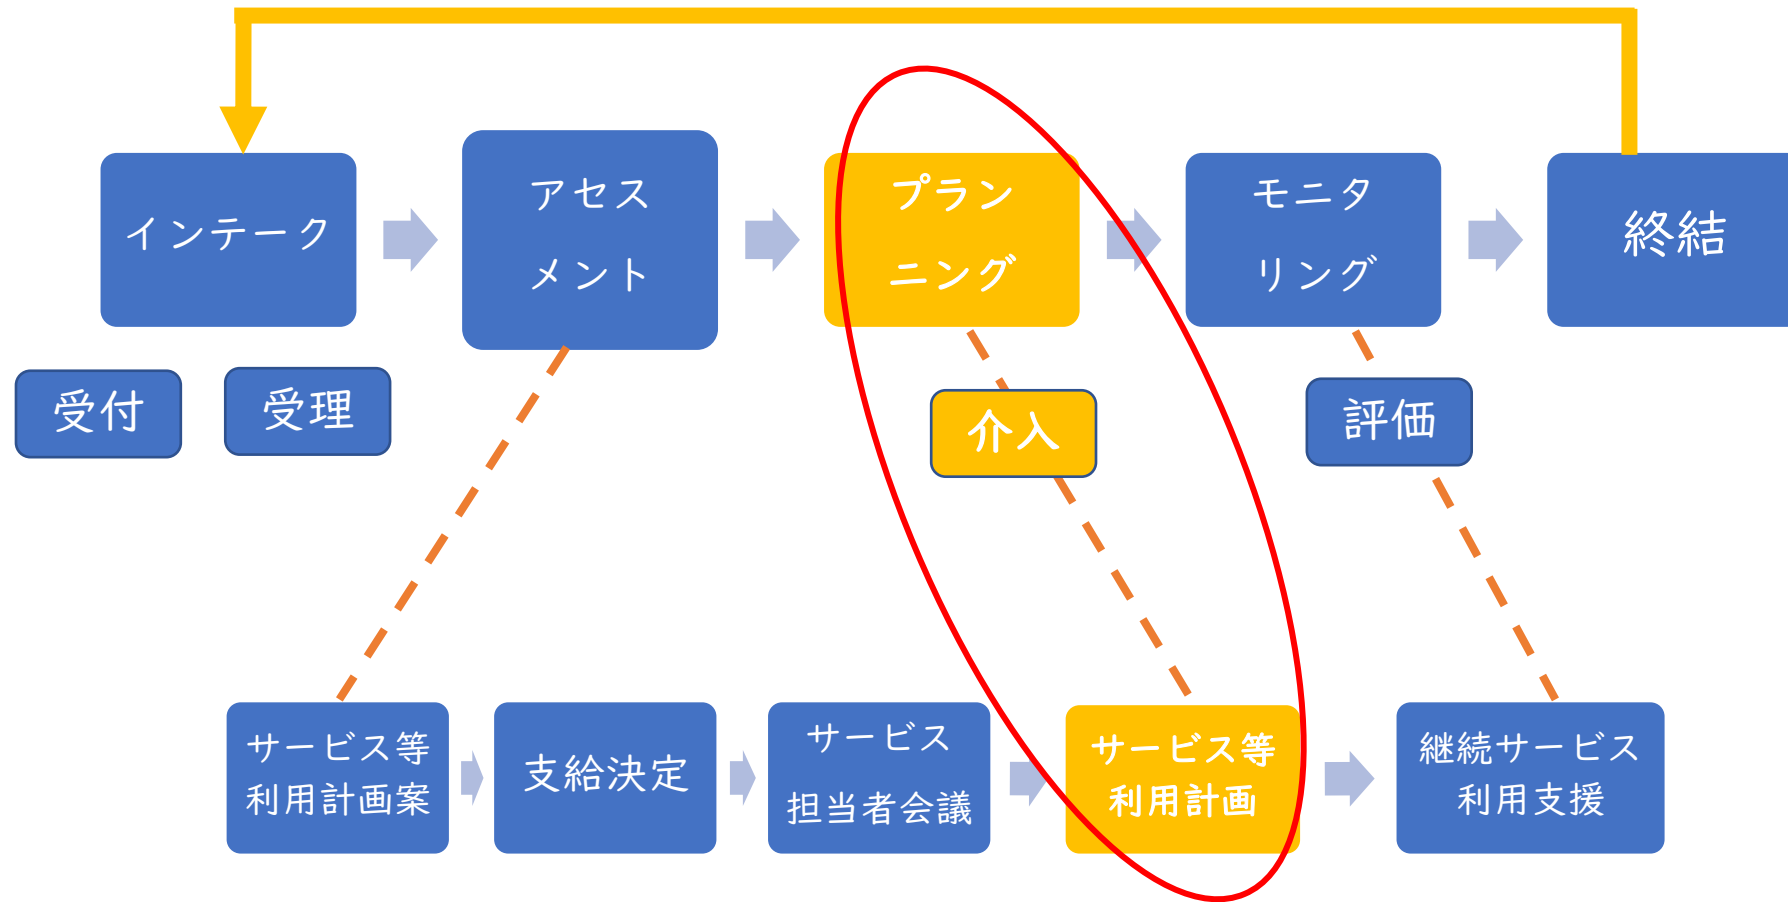 インテーク
アセス
メント
プラン
ニング
モニタ
リング
終結
受付
受理
介入
評価
サービス等
利用計画案
支給決定
サービス
担当者会議
サービス等
利用計画
継続サービス
利用支援